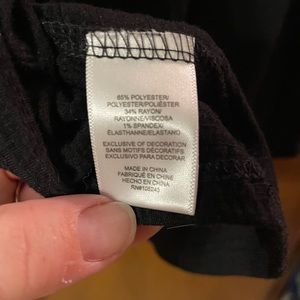 65% POLYESTER/
POLYESTER/POLIÉSTER
34% RAYON/
RAYONNE/VISCOSA
1% SPANDEX/
ÉLASTHANNE/ELASTANO
EXCLUSIVE OF DECORATION
SANS MOTIFS DÉCORATIFS
EXCLUSIVO PARA DECORAR
MADE IN CHINA
FABRIQUÉ EN CHINE
HECHO EN CHINA